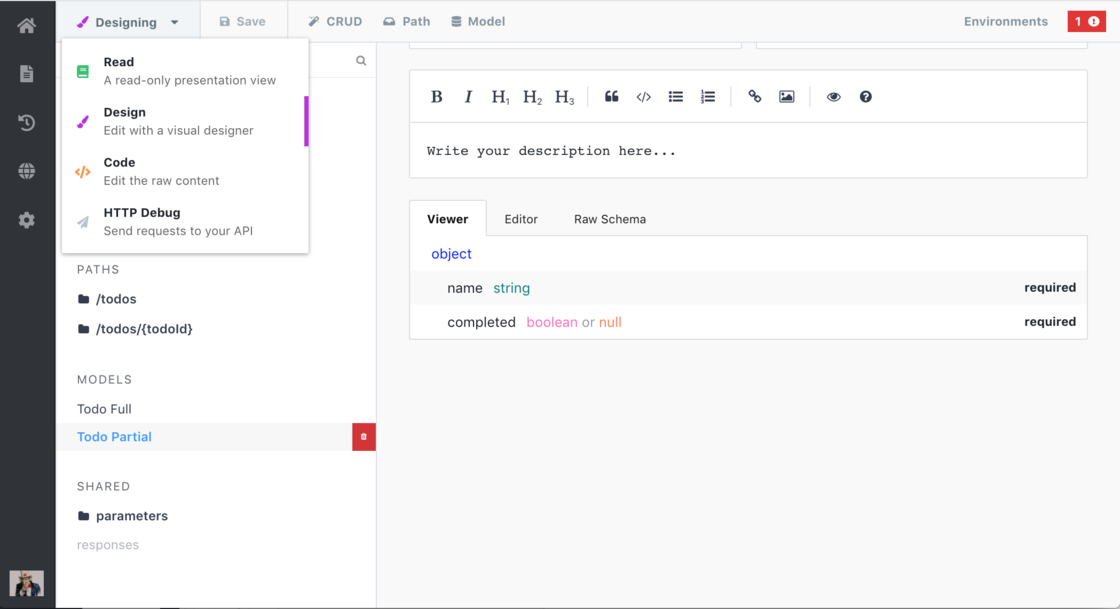 Designing
Save
CRUD
Path
Model
Environments
1
Read
A read-only presentation view
Design
Edit with a visual designer
Code
Edit the raw content
HTTP Debug
Send requests to your API
PATHS
/todos
/todos/{todoId}
MODELS
Todo Full
Todo Partial
SHARED
parameters
responses
B I H1 H2 H3
Write your description here...
Viewer Editor Raw Schema
object
name string required
completed boolean or null required